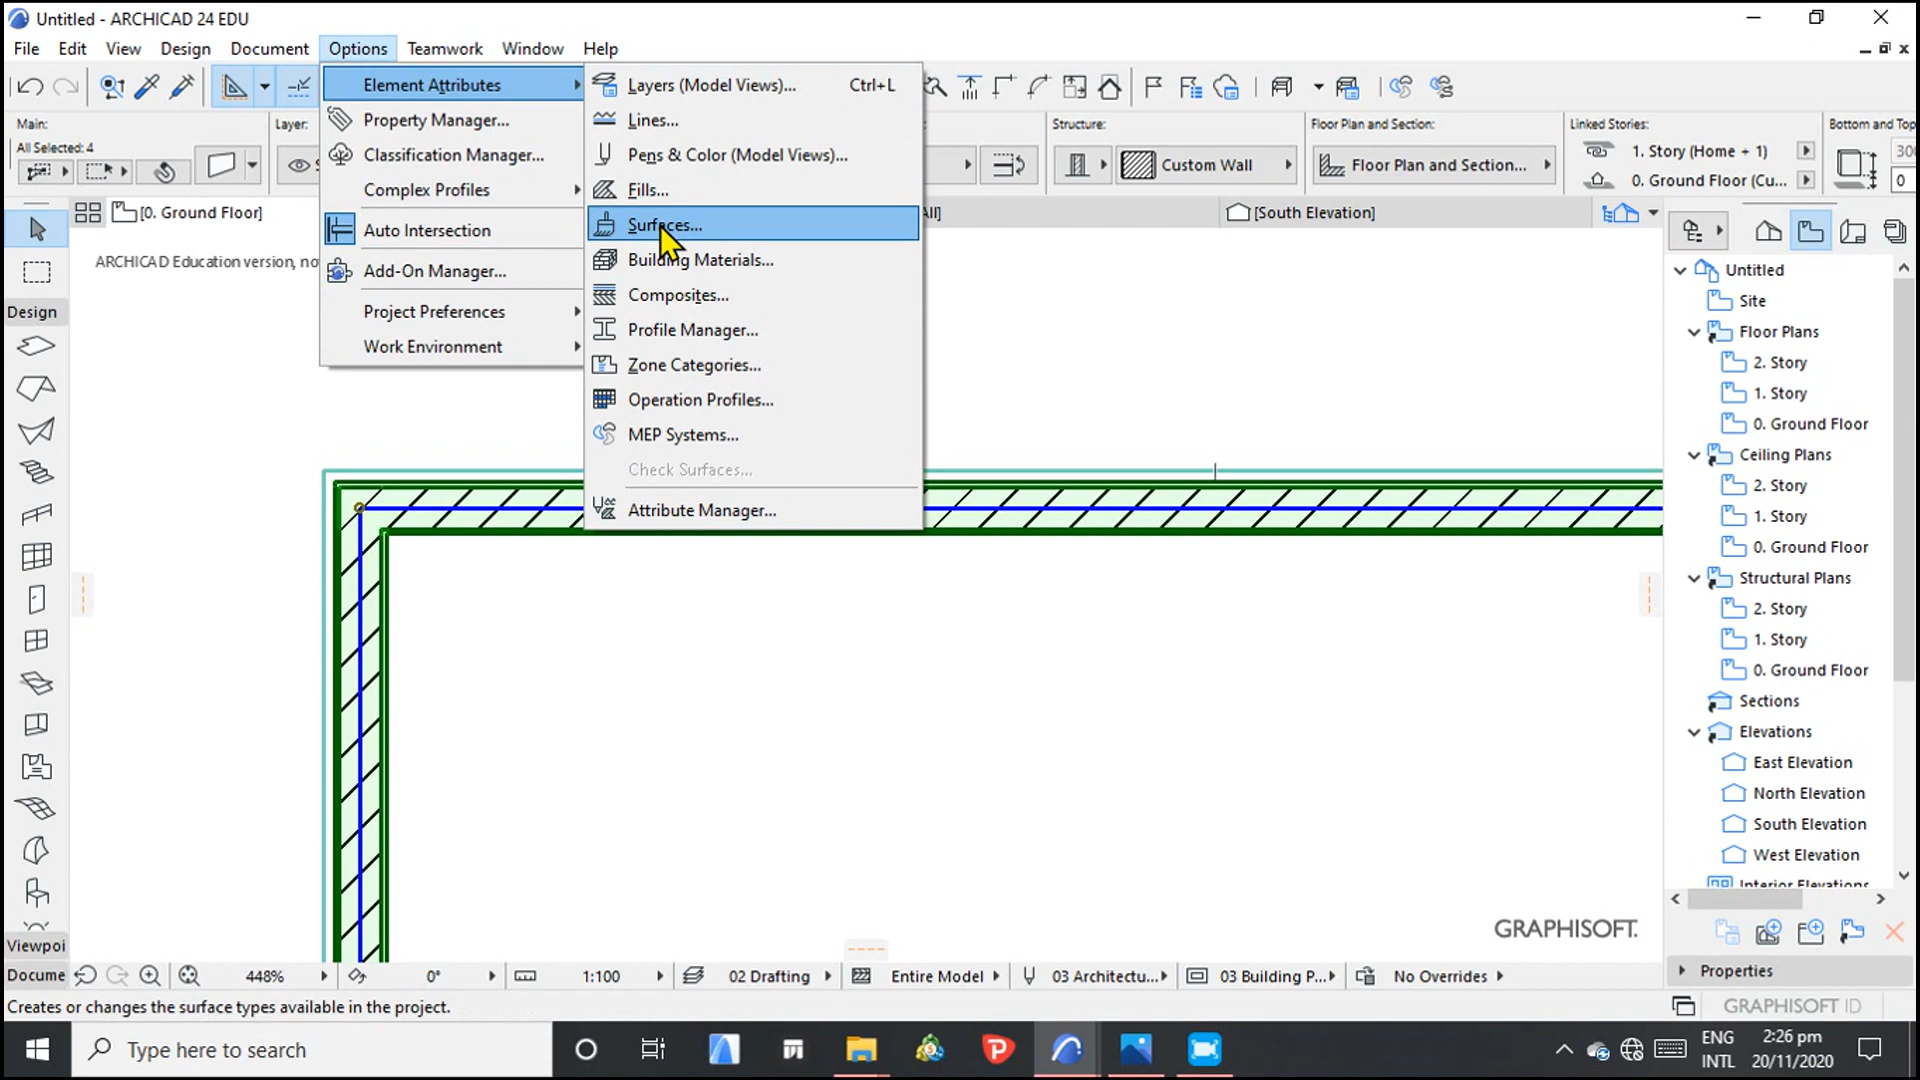 Untitled - ARCHICAD 24 EDU
File Edit View Design Document Options Teamwork Window Help
Element Attributes
Property Manager...
Classification Manager...
Complex Profiles
Auto Intersection
Add-On Manager...
Project Preferences
Work Environment
Layers (Model Views)... Ctrl+L
Lines...
Pens & Color (Model Views)...
Fills...
Surfaces...
Building Materials...
Composites...
Profile Manager...
Zone Categories...
Operation Profiles...
MEP Systems...
Check Surfaces...
Attribute Manager...
Main:
All Selected: 4
Layer:
Structure:
Custom Wall
Floor Plan and Section:
Floor Plan and Section...
Linked Stories:
1. Story (Home + 1)
0. Ground Floor (Cu...
Bottom and Top
0
[0. Ground Floor]
[South Elevation]
ARCHICAD Education version, no
Design
Viewpoi
Docume
Untitled
Site
Floor Plans
2. Story
1. Story
0. Ground Floor
Ceiling Plans
2. Story
1. Story
0. Ground Floor
Structural Plans
2. Story
1. Story
0. Ground Floor
Sections
Elevations
East Elevation
North Elevation
South Elevation
West Elevation
Interior Elevations
Properties
GRAPHISOFT.
448% 0° 1:100 02 Drafting Entire Model 03 Architectu... 03 Building P... No Overrides
Creates or changes the surface types available in the project.
GRAPHISOFT ID
Type here to search
ENG
INTL
2:26 pm
20/11/2020